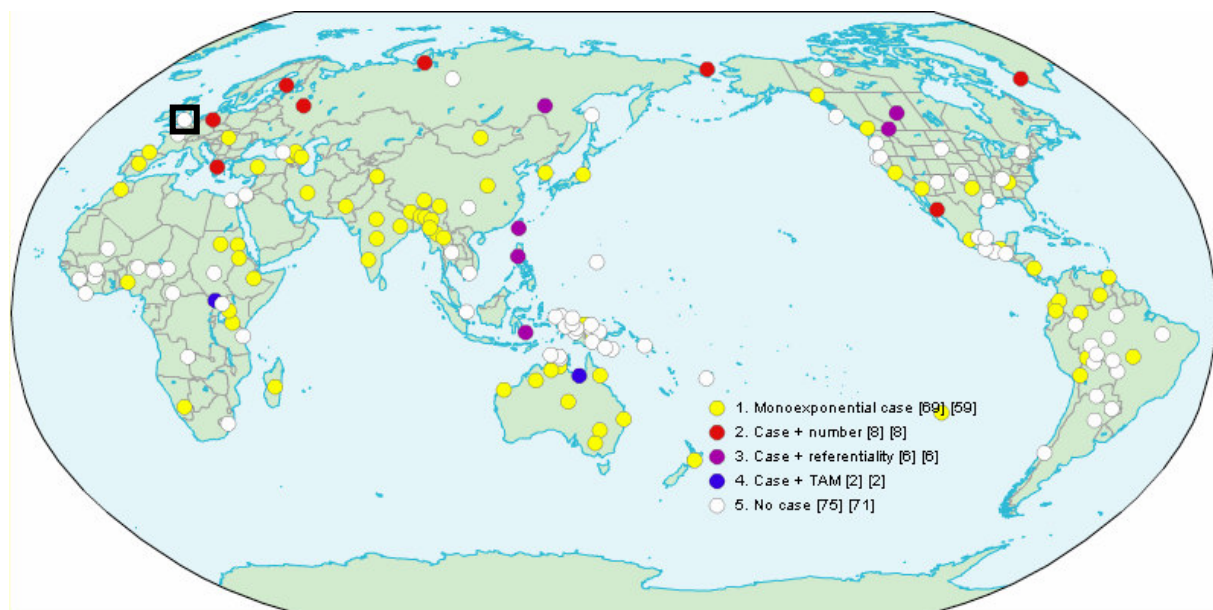 1. Monoexponential case [69] [59]
2. Case + number [8] [8]
3. Case + referentiality [6] [6]
4. Case + TAM [2] [2]
5. No case [75] [71]